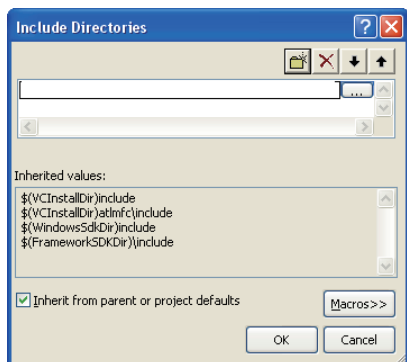 Include Directories
...
Inherited values:
$(VCInstallDir)include
$(VCInstallDir)atlmfc\include
$(WindowsSdkDir)include
$(FrameworkSDKDir)\include
Inherit from parent or project defaults
Macros>>
OK Cancel